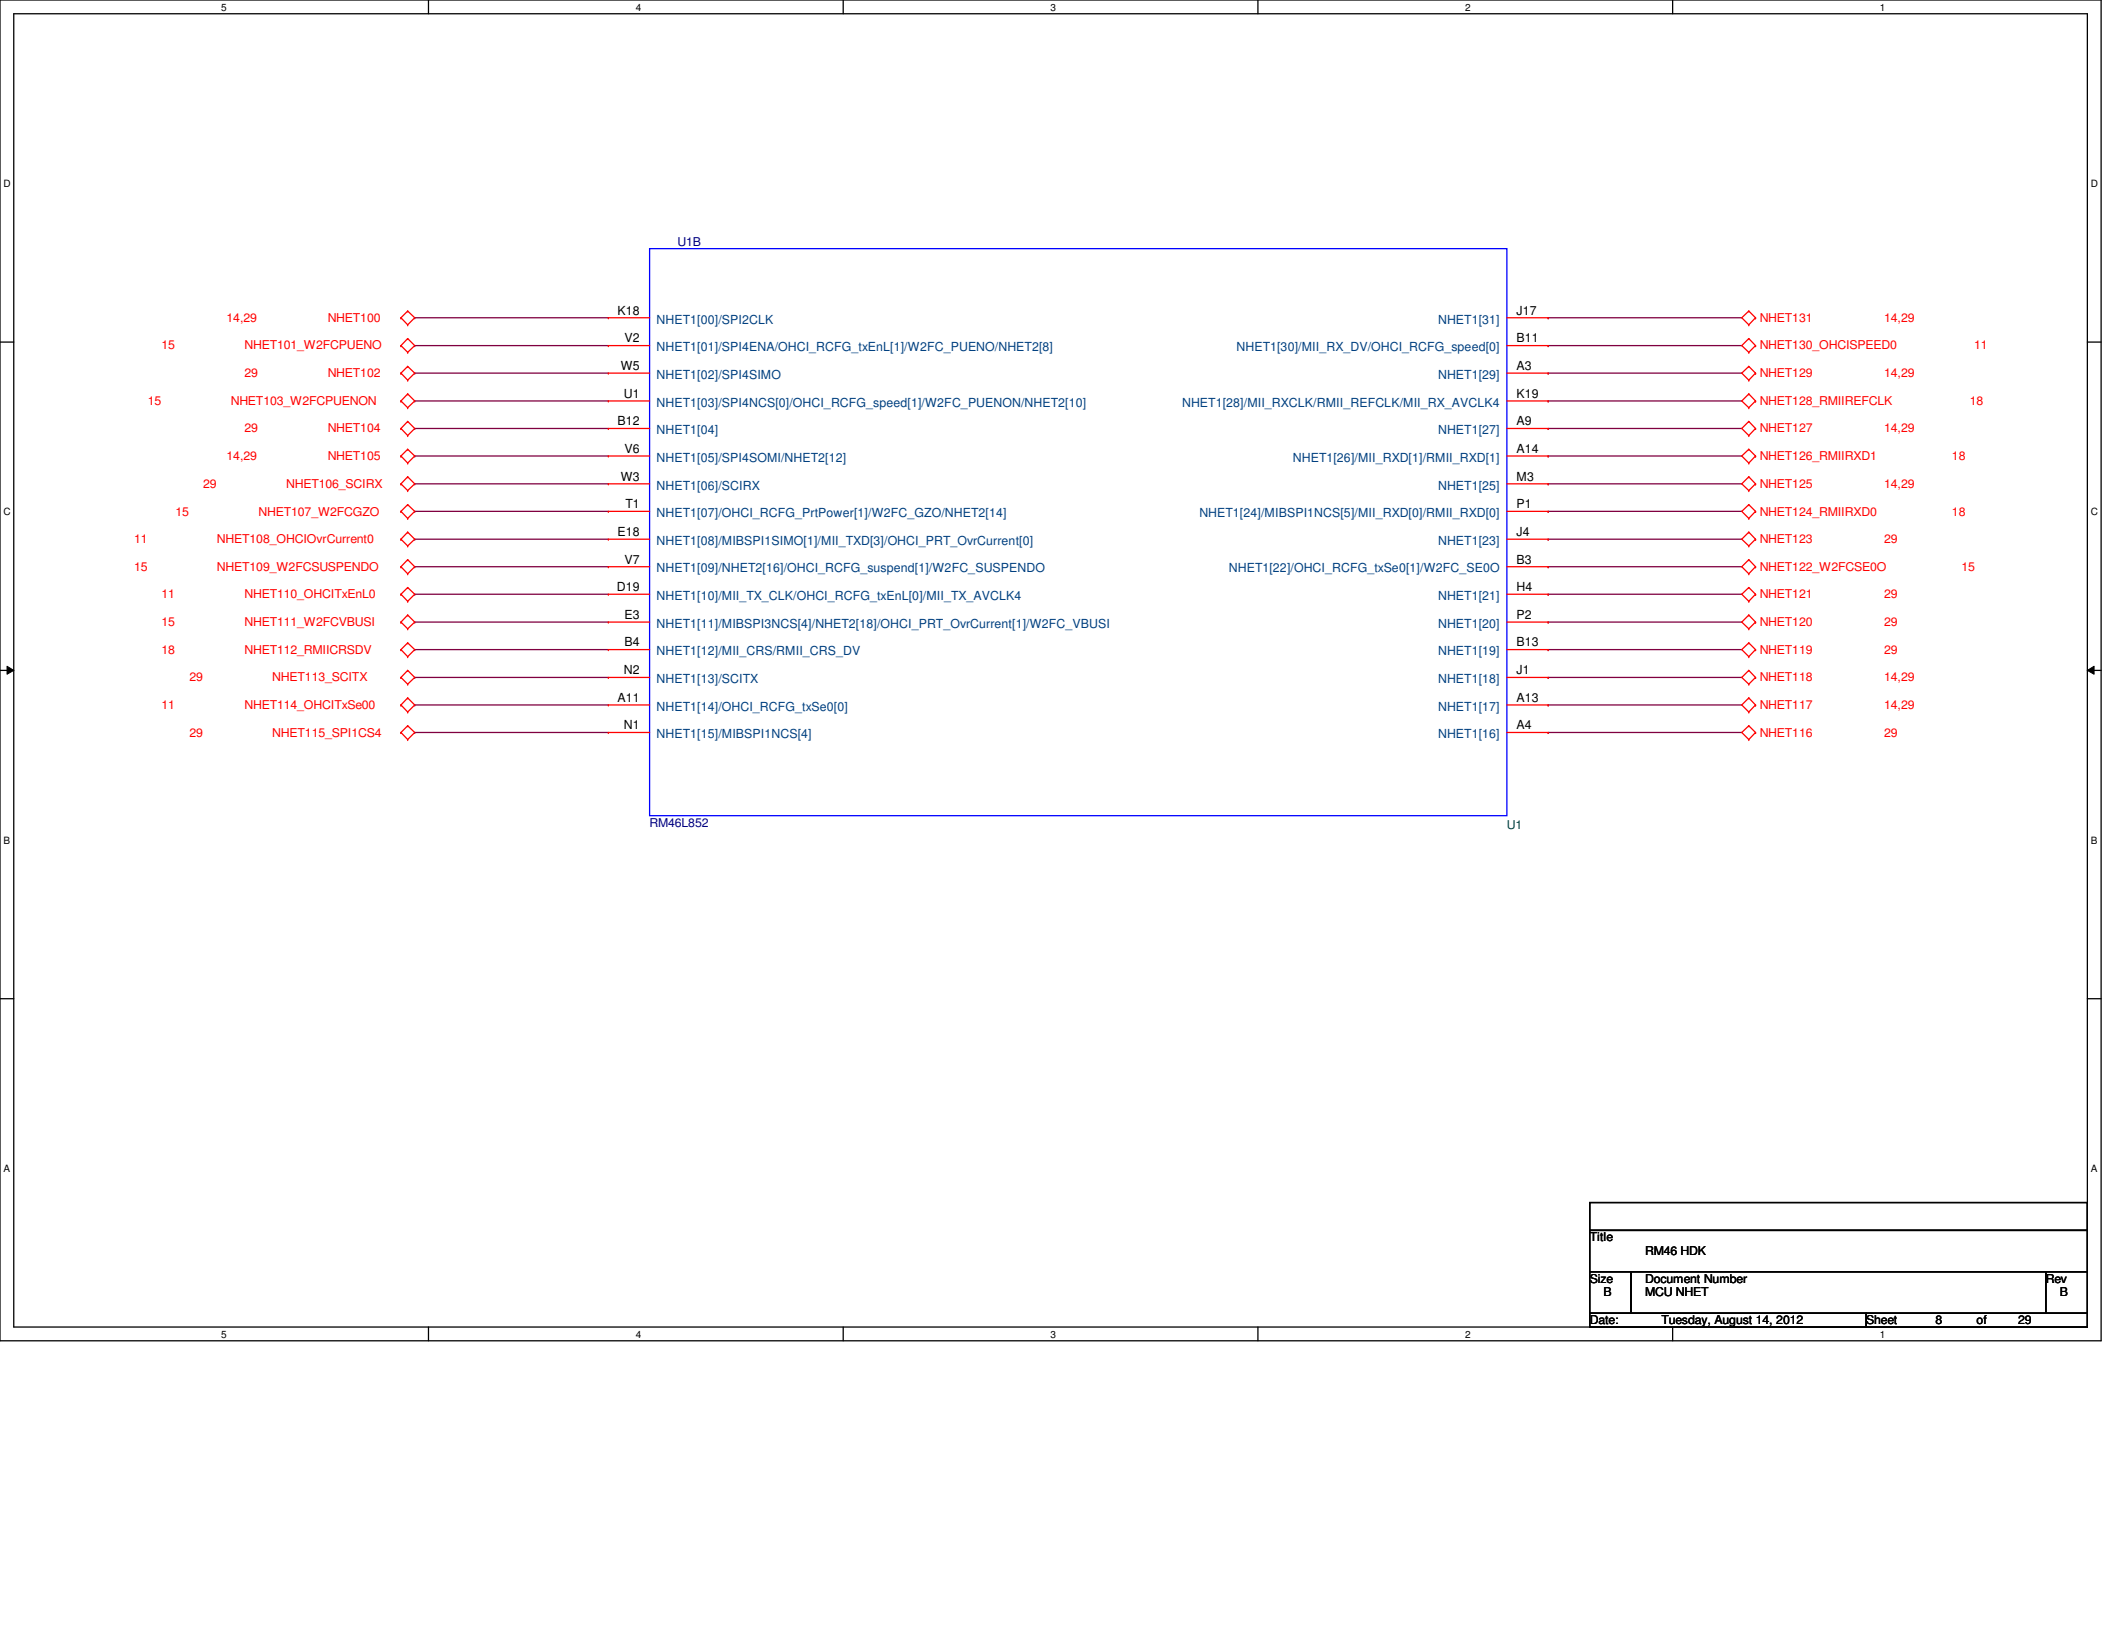 5 4 3 2 1
D D
U1B
14,29 NHET100 K18 NHET1[00]/SPI2CLK NHET1[31] J17 NHET131 14,29
15 NHET101_W2FCPUENO V2 NHET1[01]/SPI4ENA/OHCI_RCFG_txEnL[1]/W2FC_PUENO/NHET2[8] NHET1[30]/MII_RX_DV/OHCI_RCFG_speed[0] B11 NHET130_OHCISPEED0 11
29 NHET102 W5 NHET1[02]/SPI4SIMO NHET1[29] A3 NHET129 14,29
15 NHET103_W2FCPUENON U1 NHET1[03]/SPI4NCS[0]/OHCI_RCFG_speed[1]/W2FC_PUENON/NHET2[10] NHET1[28]/MII_RXCLK/RMII_REFCLK/MII_RX_AVCLK4 K19 NHET128_RMIIREFCLK 18
29 NHET104 B12 NHET1[04] NHET1[27] A9 NHET127 14,29
14,29 NHET105 V6 NHET1[05]/SPI4SOMI/NHET2[12] NHET1[26]/MII_RXD[1]/RMII_RXD[1] A14 NHET126_RMIIRXD1 18
29 NHET106_SCIRX W3 NHET1[06]/SCIRX NHET1[25] M3 NHET125 14,29
C 15 NHET107_W2FCGZO T1 NHET1[07]/OHCI_RCFG_PrtPower[1]/W2FC_GZO/NHET2[14] NHET1[24]/MIBSPI1NCS[5]/MII_RXD[0]/RMII_RXD[0] P1 NHET124_RMIIRXD0 18 C
11 NHET108_OHCIOvrCurrent0 E18 NHET1[08]/MIBSPI1SIMO[1]/MII_TXD[3]/OHCI_PRT_OvrCurrent[0] NHET1[23] J4 NHET123 29
15 NHET109_W2FCSUSPENDO V7 NHET1[09]/NHET2[16]/OHCI_RCFG_suspend[1]/W2FC_SUSPENDO NHET1[22]/OHCI_RCFG_txSe0[1]/W2FC_SE0O B3 NHET122_W2FCSE0O 15
11 NHET110_OHCITxEnL0 D19 NHET1[10]/MII_TX_CLK/OHCI_RCFG_txEnL[0]/MII_TX_AVCLK4 NHET1[21] H4 NHET121 29
15 NHET111_W2FCVBUSI E3 NHET1[11]/MIBSPI3NCS[4]/NHET2[18]/OHCI_PRT_OvrCurrent[1]/W2FC_VBUSI NHET1[20] P2 NHET120 29
18 NHET112_RMIICRSDV B4 NHET1[12]/MII_CRS/RMII_CRS_DV NHET1[19] B13 NHET119 29
29 NHET113_SCITX N2 NHET1[13]/SCITX NHET1[18] J1 NHET118 14,29
11 NHET114_OHCITxSe00 A11 NHET1[14]/OHCI_RCFG_txSe0[0] NHET1[17] A13 NHET117 14,29
29 NHET115_SPI1CS4 N1 NHET1[15]/MIBSPI1NCS[4] NHET1[16] A4 NHET116 29
RM46L852 U1
B B
A A
Title
RM46 HDK
Size Document Number Rev
B MCU NHET B
Date: Tuesday, August 14, 2012 Sheet 8 of 29
5 4 3 2 1